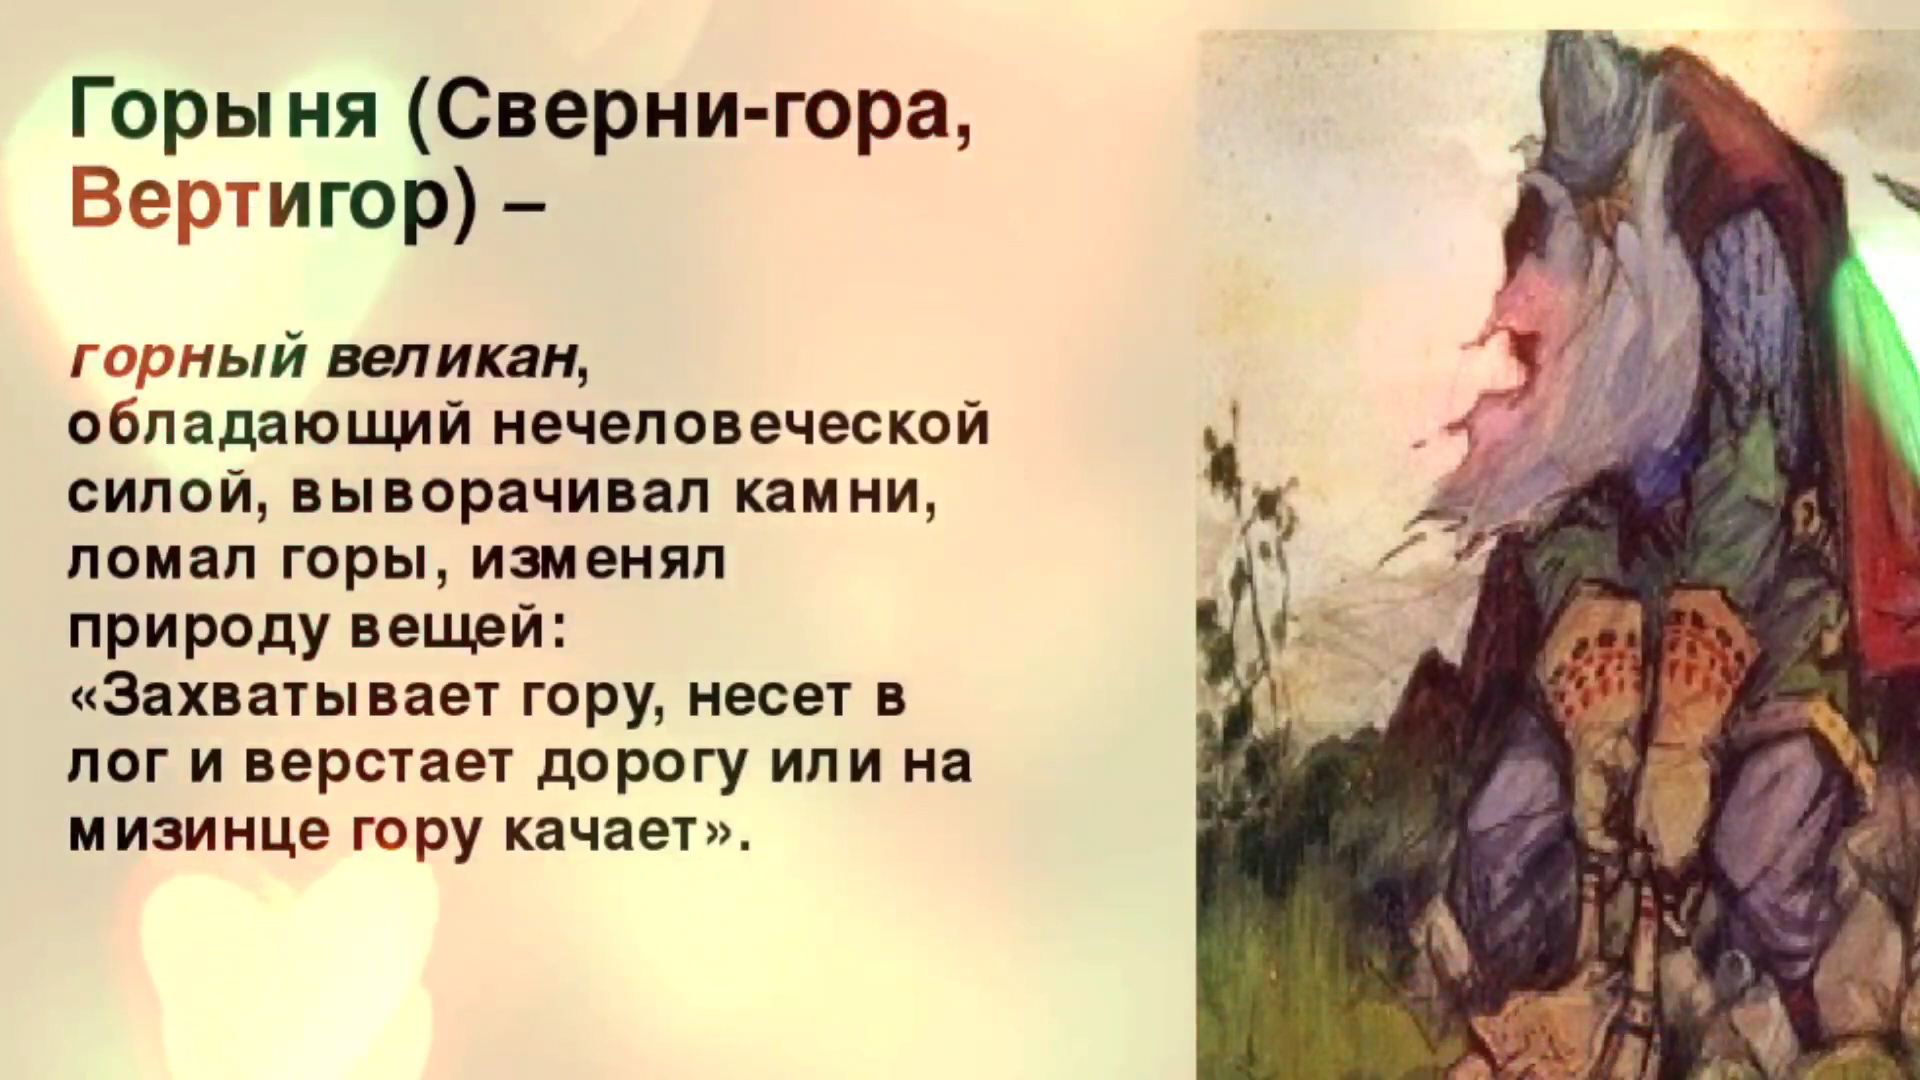 Горыня (Сверни-гора,
Вертигор) –
горный великан,
обладающий нечеловеческой
силой, выворачивал камни,
ломал горы, изменял
природу вещей:
«Захватывает гору, несет в
лог и верстает дорогу или на
мизинце гору качает».